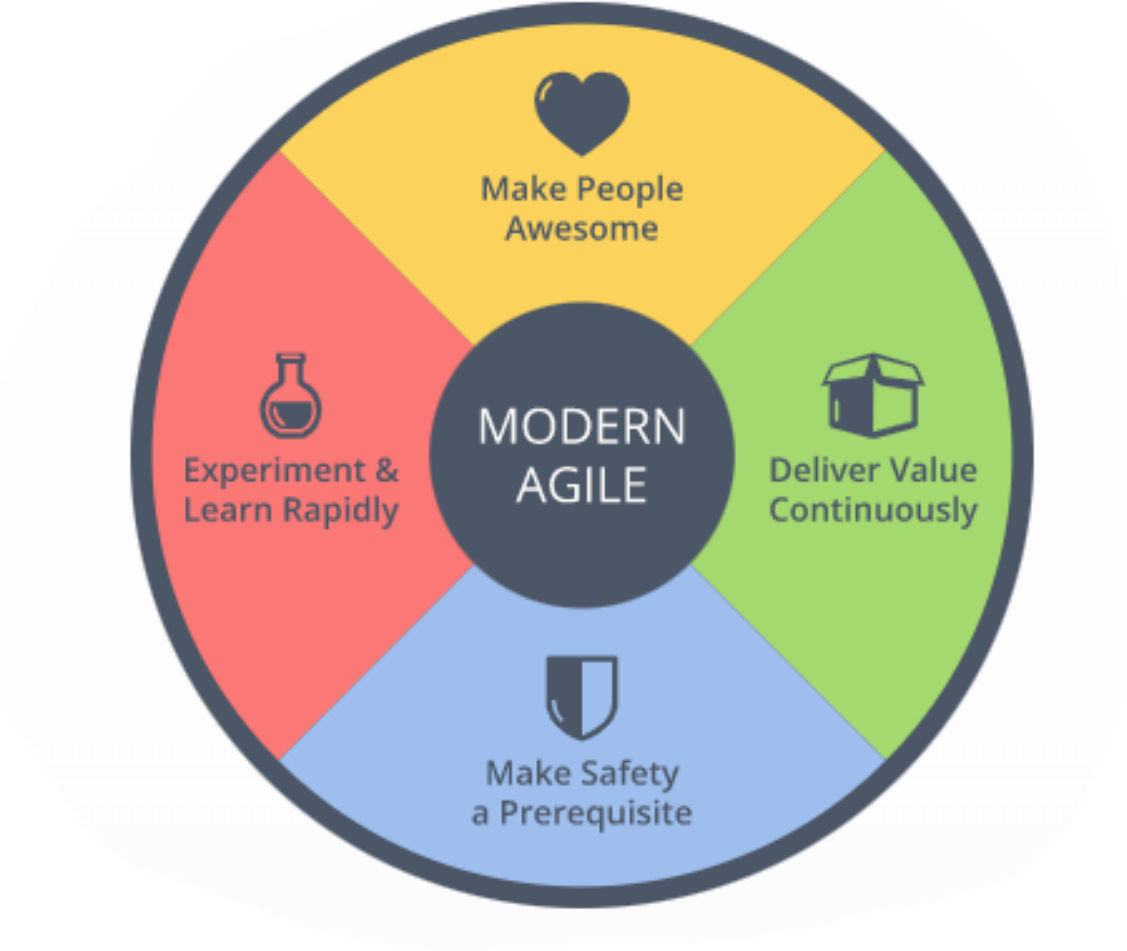 Make People
Awesome
Experiment &
Learn Rapidly
MODERN
AGILE
Deliver Value
Continuously
Make Safety
a Prerequisite